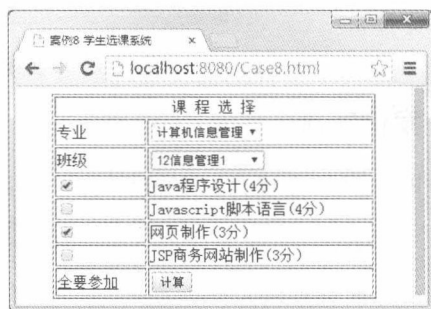 案例8 学生选课系统
localhost:8080/Case8.html
课 程 选 择
专业 计算机信息管理
班级 12信息管理1
Java程序设计(4分)
Javascript脚本语言(4分)
网页制作(3分)
JSP商务网站制作(3分)
全要参加 计算